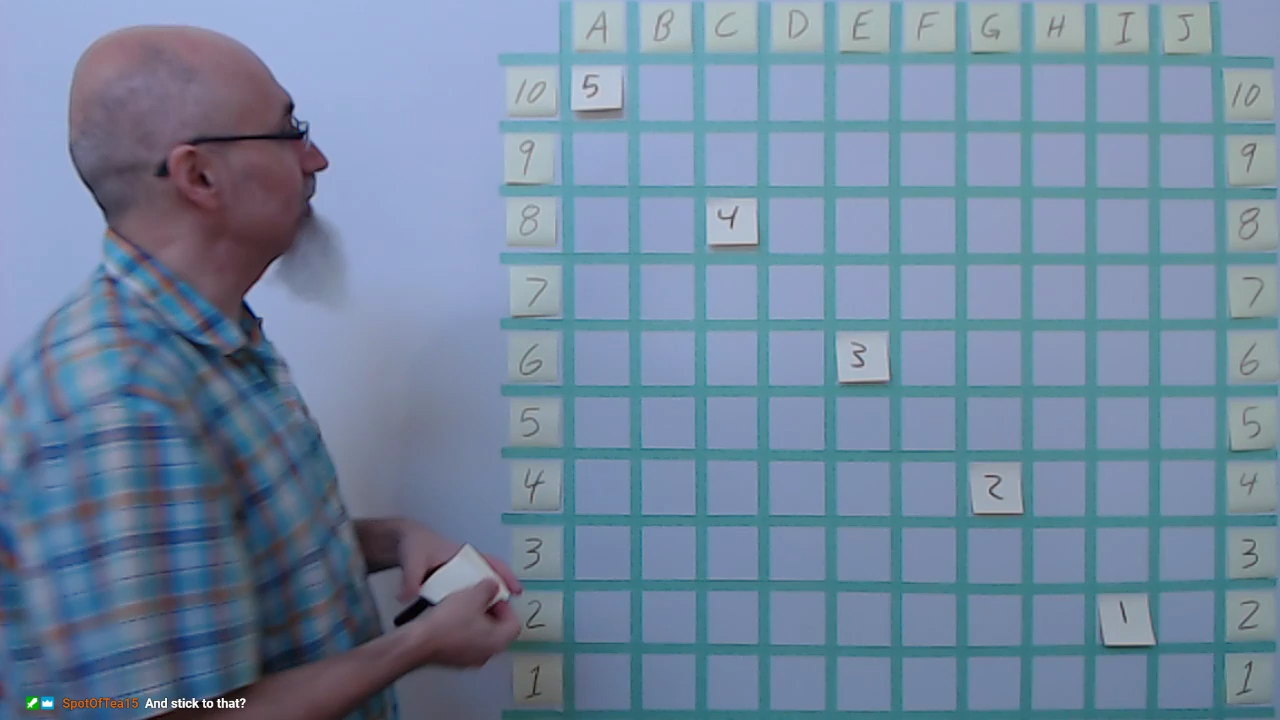 A B C D E F G H I J
10 5 10
9 9
8 4 8
7 7
6 3 6
5 5
4 2 4
3 3
2 1 2
1 1
SpotOfTea15 And stick to that?